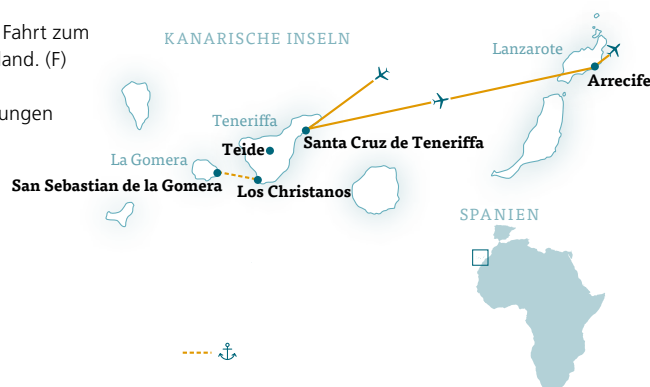 Fahrt zum
land. (F)
ungen
KANARISCHE INSELN
Lanzarote
Arrecife
Teneriffa
Santa Cruz de Teneriffa
Teide
La Gomera
San Sebastian de la Gomera
Los Christanos
SPANIEN